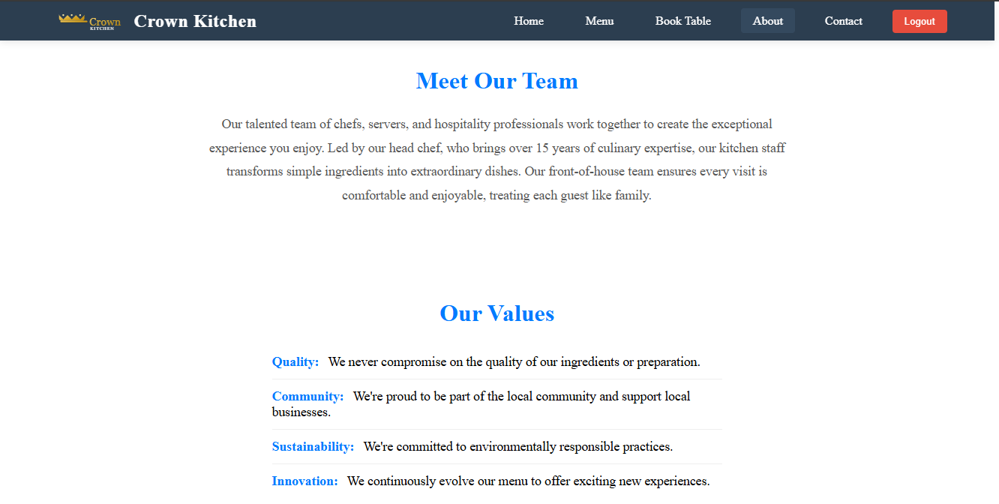 Crown
KITCHEN
Crown Kitchen
Home
Menu
Book Table
About
Contact
Logout
Meet Our Team
Our talented team of chefs, servers, and hospitality professionals work together to create the exceptional
experience you enjoy. Led by our head chef, who brings over 15 years of culinary expertise, our kitchen staff
transforms simple ingredients into extraordinary dishes. Our front-of-house team ensures every visit is
comfortable and enjoyable, treating each guest like family.
Our Values
Quality: We never compromise on the quality of our ingredients or preparation.
Community: We're proud to be part of the local community and support local
businesses.
Sustainability: We're committed to environmentally responsible practices.
Innovation: We continuously evolve our menu to offer exciting new experiences.